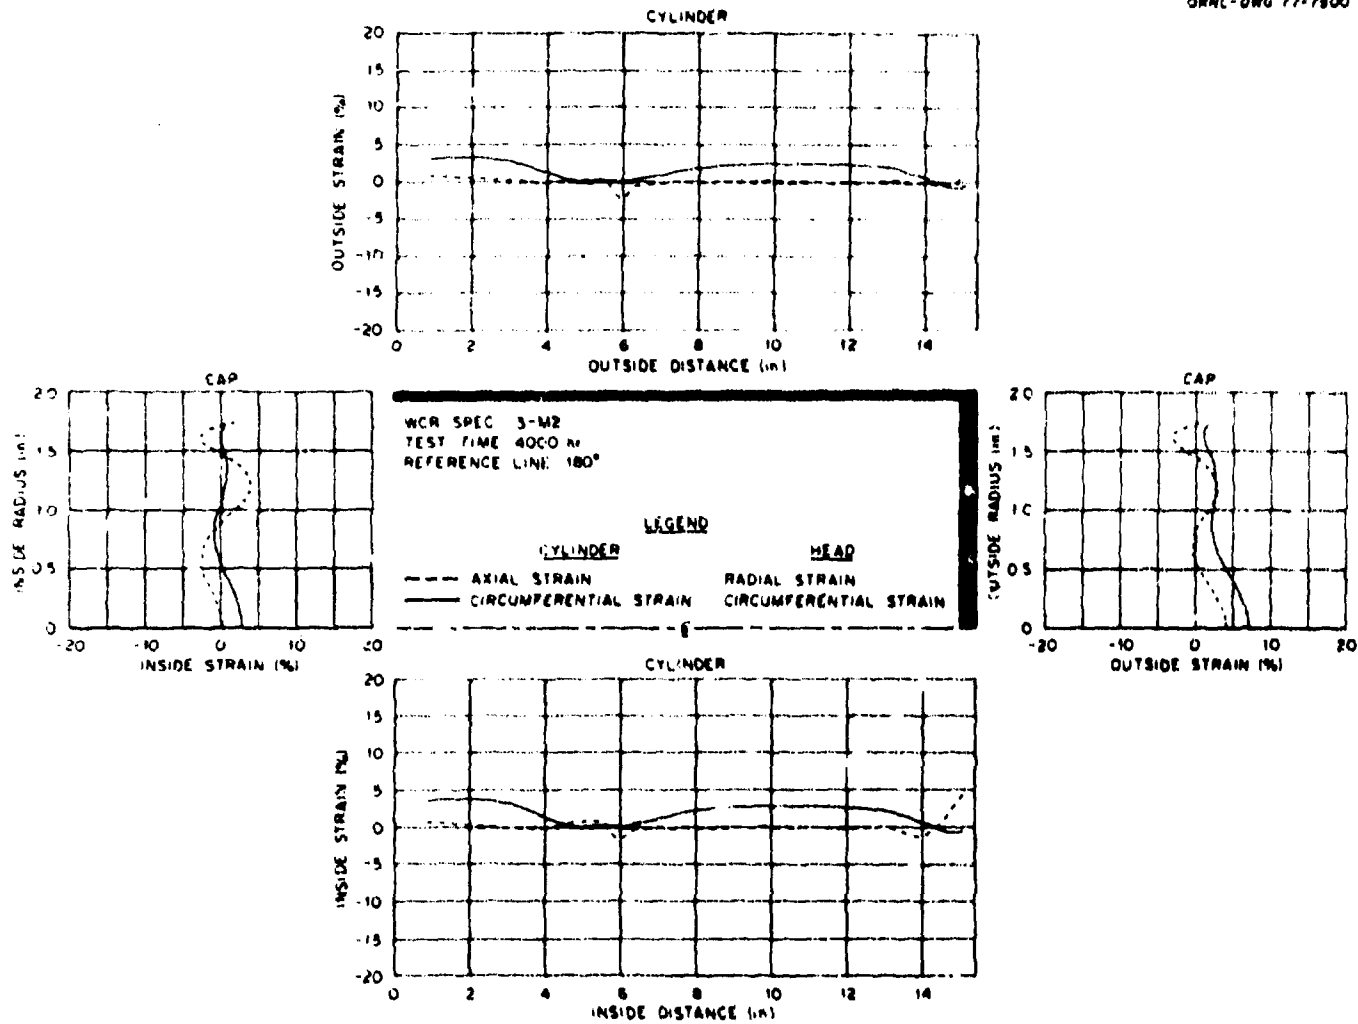 ORNL-DWG 77-7500
CYLINDER
OUTSIDE STRAIN (%)
20
15
10
5
0
-5
-10
-15
-20
0 2 4 6 8 10 12 14
OUTSIDE DISTANCE (in)
CAP
INSIDE RADIUS (in)
2.0
1.5
1.0
0.5
0
-20 -10 0 10 20
INSIDE STRAIN (%)
WCR SPEC 3-M2
TEST TIME 4000 hr
REFERENCE LINE 180°
LEGEND
CYLINDER HEAD
AXIAL STRAIN RADIAL STRAIN
CIRCUMFERENTIAL STRAIN CIRCUMFERENTIAL STRAIN
CAP
OUTSIDE RADIUS (in)
2.0
1.5
1.0
0.5
0
-20 -10 0 10 20
OUTSIDE STRAIN (%)
CYLINDER
INSIDE STRAIN (%)
20
15
10
5
0
-5
-10
-15
-20
0 2 4 6 8 10 12 14
INSIDE DISTANCE (in)